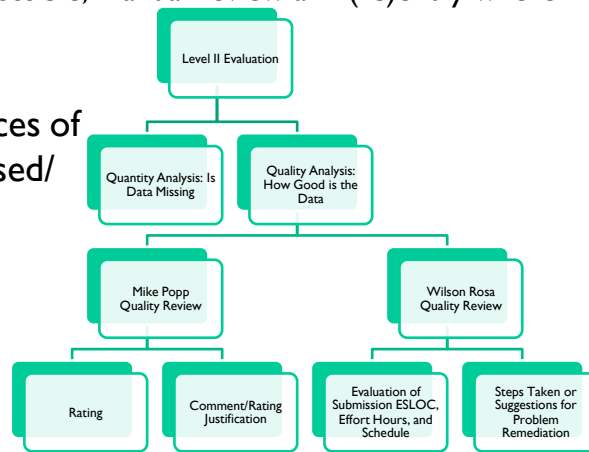 Level II Evaluation
ces of
sed/
Quantity Analysis: Is
Data Missing
Quality Analysis:
How Good is the
Data
Mike Popp
Quality Review
Wilson Rosa
Quality Review
Rating
Comment/Rating
Justification
Evaluation of
Submission ESLOC,
Effort Hours, and
Schedule
Steps Taken or
Suggestions for
Problem
Remediation